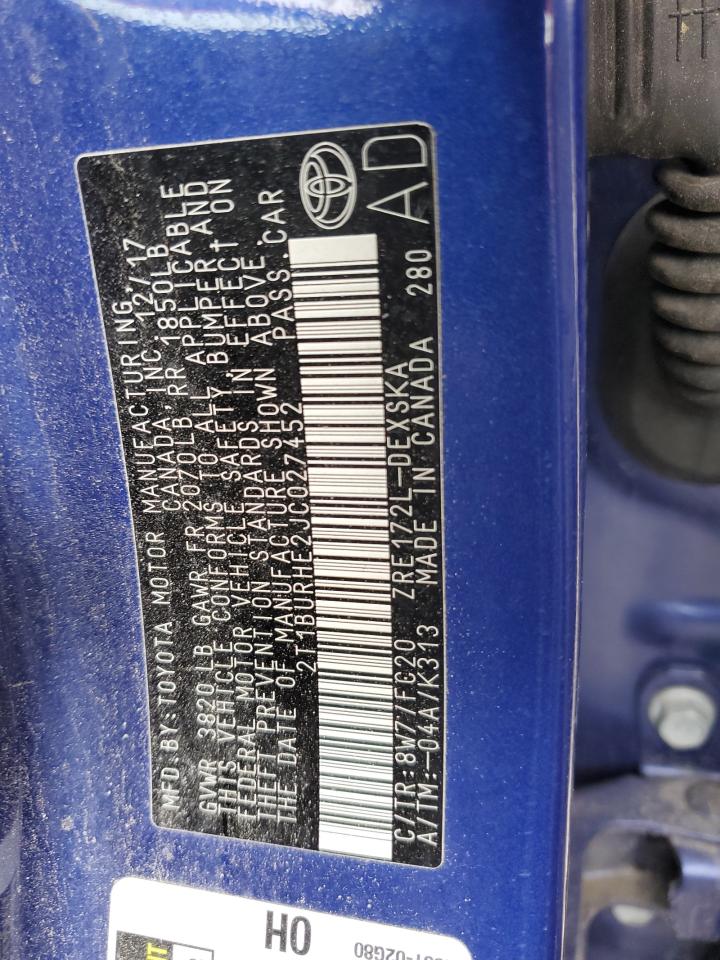 MFD.BY:TOYOTA MOTOR MANUFACTURING
CANADA,INC 12/17
GVWR 3820LB GAWR FR 2070LB RR 1850LB
THIS VEHICLE CONFORMS TO ALL APPLICABLE
FEDERAL MOTOR VEHICLE SAFETY, BUMPER AND
THEFT PREVENTION STANDARDS IN EFFECT ON
THE DATE OF MANUFACTURE SHOWN ABOVE.
2T1BURHE2JC027452 PASS.CAR
C/TR:8W7/FC20 ZRE172L-DEXSKA
A/TM:-04A/K313 MADE IN CANADA 280
AD
OH
02G80